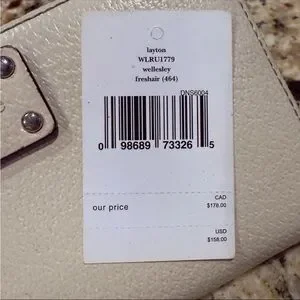 layton
WLRU1779
wellesley
freshair (464)
DNS6004
0 98689 73326 5
our price
CAD
$178.00
USD
$158.00